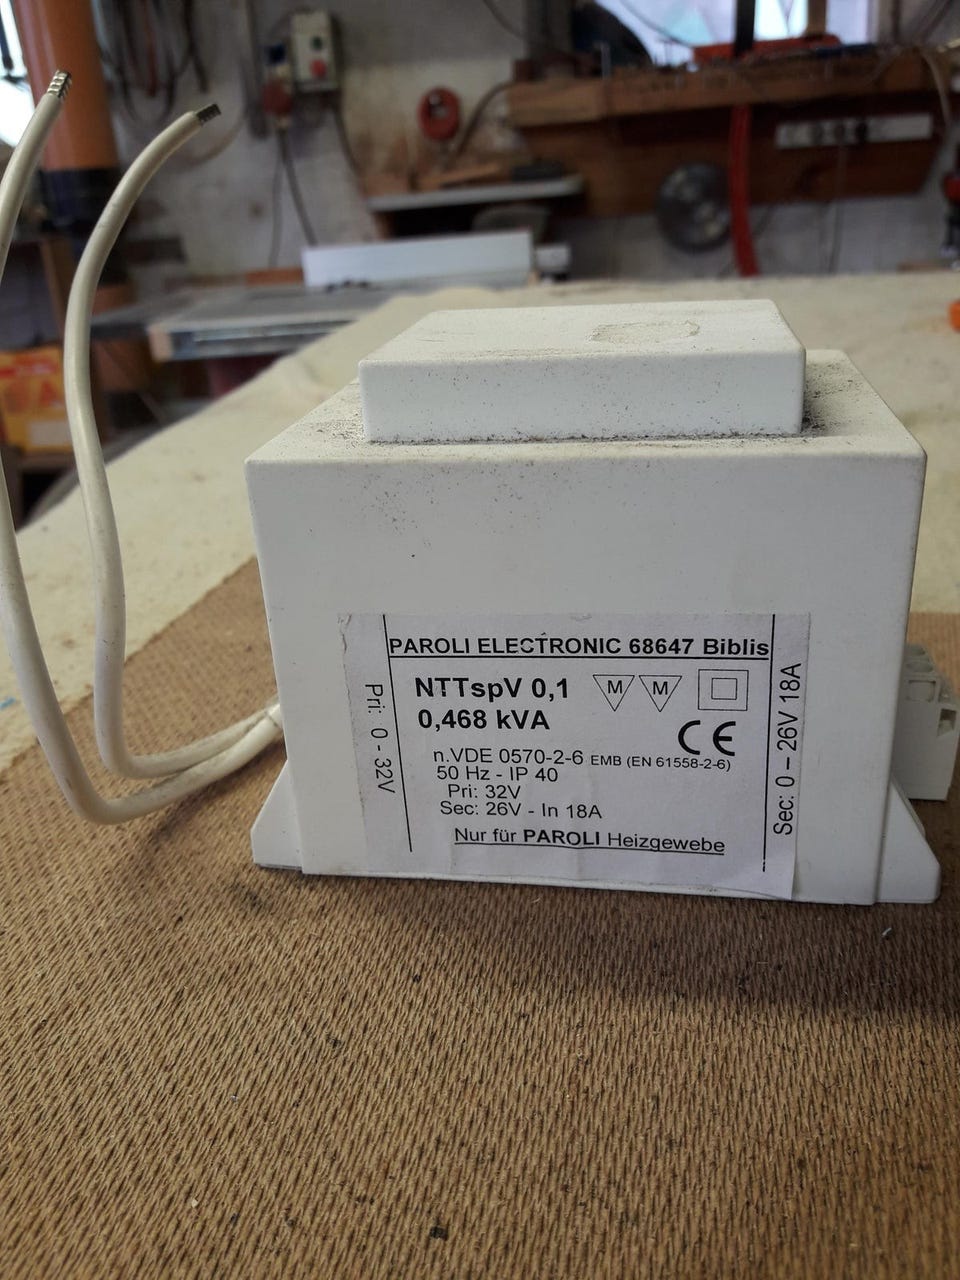 PAROLI ELECTRONIC 68647 Biblis
NTTspV 0,1
M M
0,468 kVA
CE
n.VDE 0570-2-6 EMB (EN 61558-2-6)
50 Hz - IP 40
Pri: 32V
Sec: 26V - In 18A
Nur für PAROLI Heizgewebe
Pri: 0 - 32V
Sec: 0 – 26V 18A